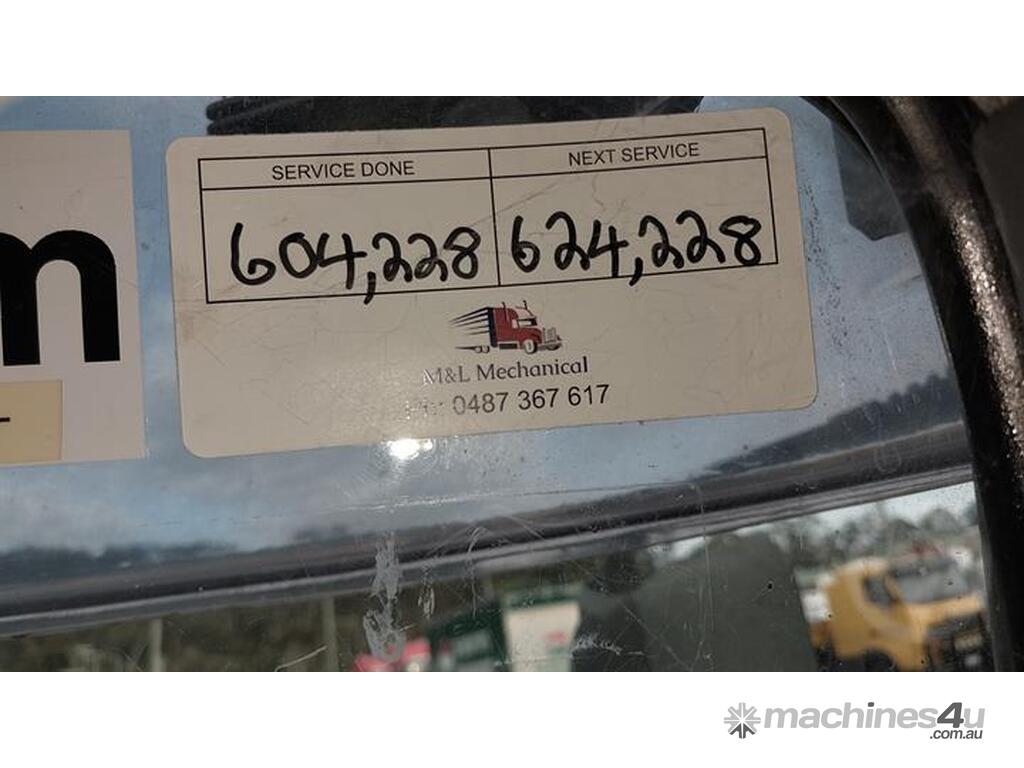 SERVICE DONE NEXT SERVICE
604,228 624,228
M&L Mechanical
0487 367 617
m
machines4u
.com.au